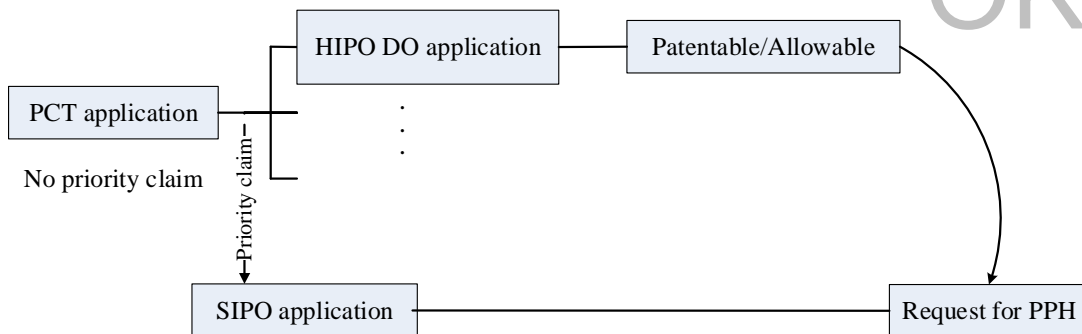 HIPO DO application
Patentable/Allowable
PCT application
No priority claim
Priority claim
SIPO application
Request for PPH